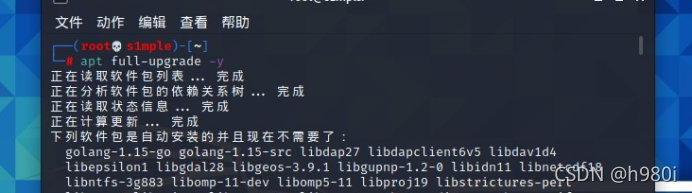 文件 动作 编辑 查看 帮助
┌──(root💀s1mple)-[~]
└─# apt full-upgrade -y
正在读取软件包列表... 完成
正在分析软件包的依赖关系树... 完成
正在读取状态信息... 完成
正在计算更新... 完成
下列软件包是自动安装的并且现在不需要了：
golang-1.15-go golang-1.15-src libdap27 libdapclient6v5 libdav1d4
libepsilon1 libgdal28 libgeos-3.9.1 libgupnp-1.2-0 libidn11 libnetcdf18
libntfs-3g883 libomp-11-dev libomp5-11 libproj19 libstrictures-perl
CSDN @h980i